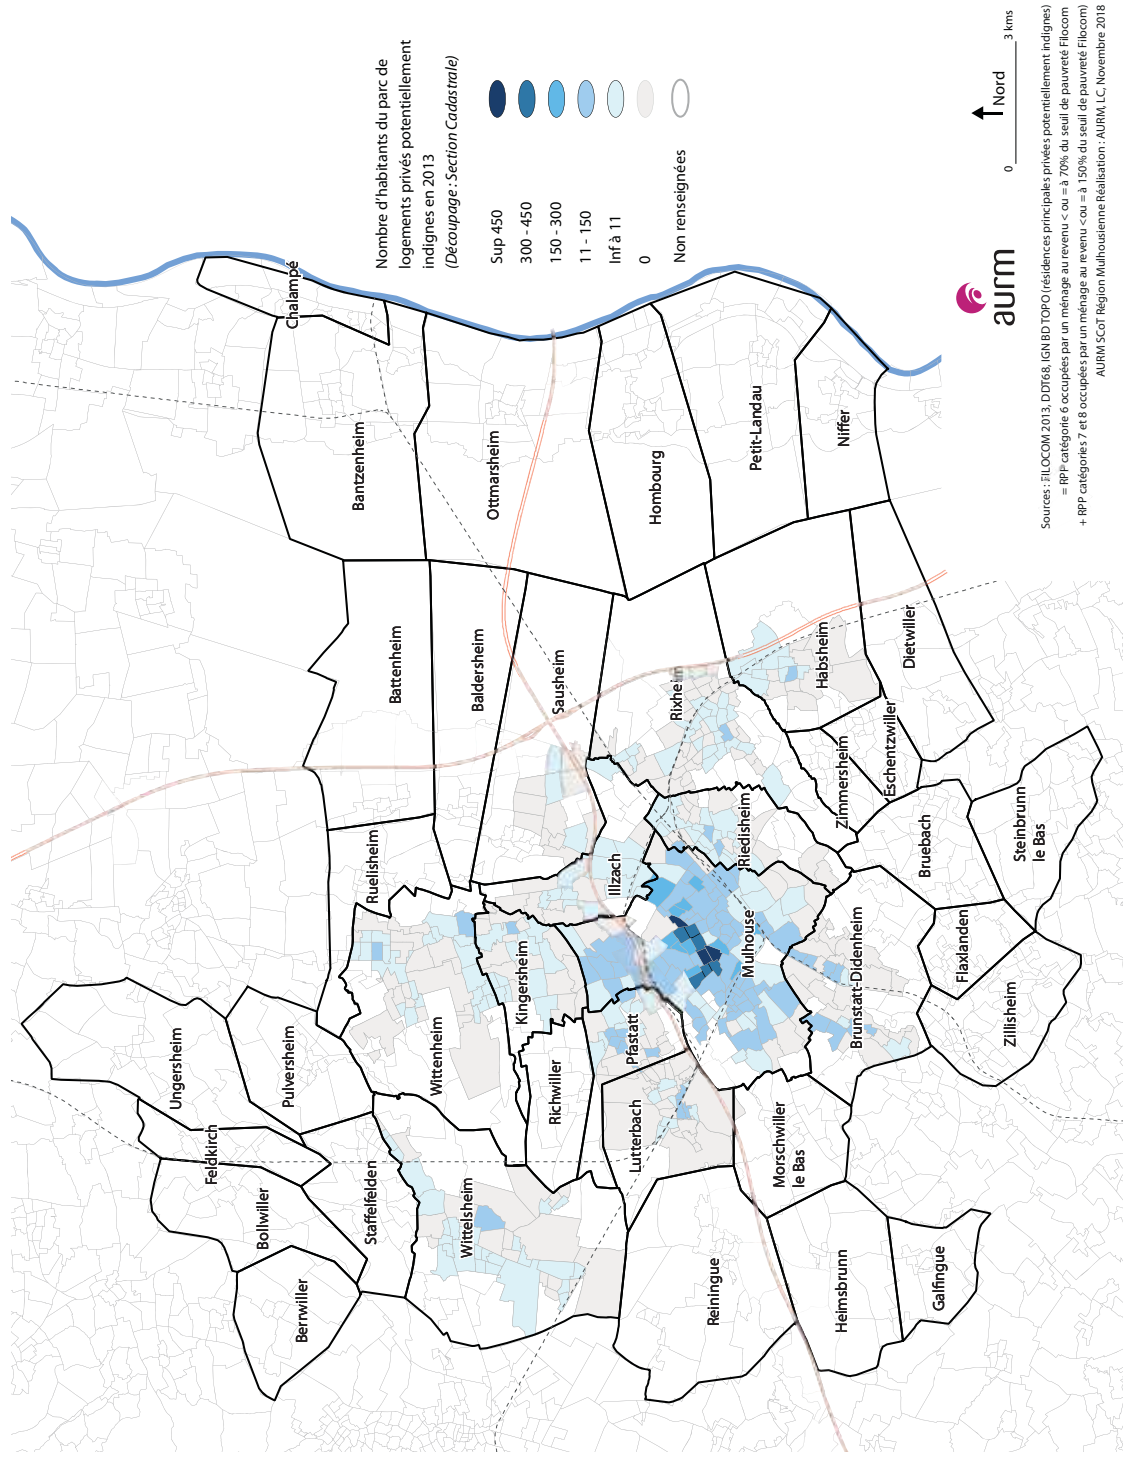 Nombre d'habitants du parc de
logements privés potentiellement
indignes en 2013
(Découpage : Section Cadastrale)
Sup 450
300 - 450
150 - 300
11 - 150
Inf à 11
0
Non renseignées
Ungersheim
Feldkirch
Bollwiller
Berrwiller
Pulversheim
Staffelfelden
Ruelisheim
Battenheim
Bantzenheim
Chalampé
Wittelsheim
Wittenheim
Kingersheim
Richwiller
Baldersheim
Sausheim
Ottmarsheim
Hombourg
Lutterbach
Pfastatt
Illzach
Rixheim
Reiningue
Morschwiller
le Bas
Mulhouse
Riedisheim
Habsheim
Petit-Landau
Niffer
Heimsbrunn
Galfingue
Brunstatt-Didenheim
Zimmersheim
Eschentzwiller
Dietwiller
Flaxlanden
Bruebach
Zillisheim
Steinbrunn
le Bas
Nord
0
3 kms
aurm
Sources : FILOCOM 2013, DDT68, IGN BD TOPO (résidences principales privées potentiellement indignes)
= RPP catégorie 6 occupées par un ménage au revenu < ou = à 70% du seuil de pauvreté Filocom
+ RPP catégories 7 et 8 occupées par un ménage au revenu < ou = à 150% du seuil de pauvreté Filocom)
AURM SCoT Région Mulhousienne Réalisation : AURM, LC, Novembre 2018